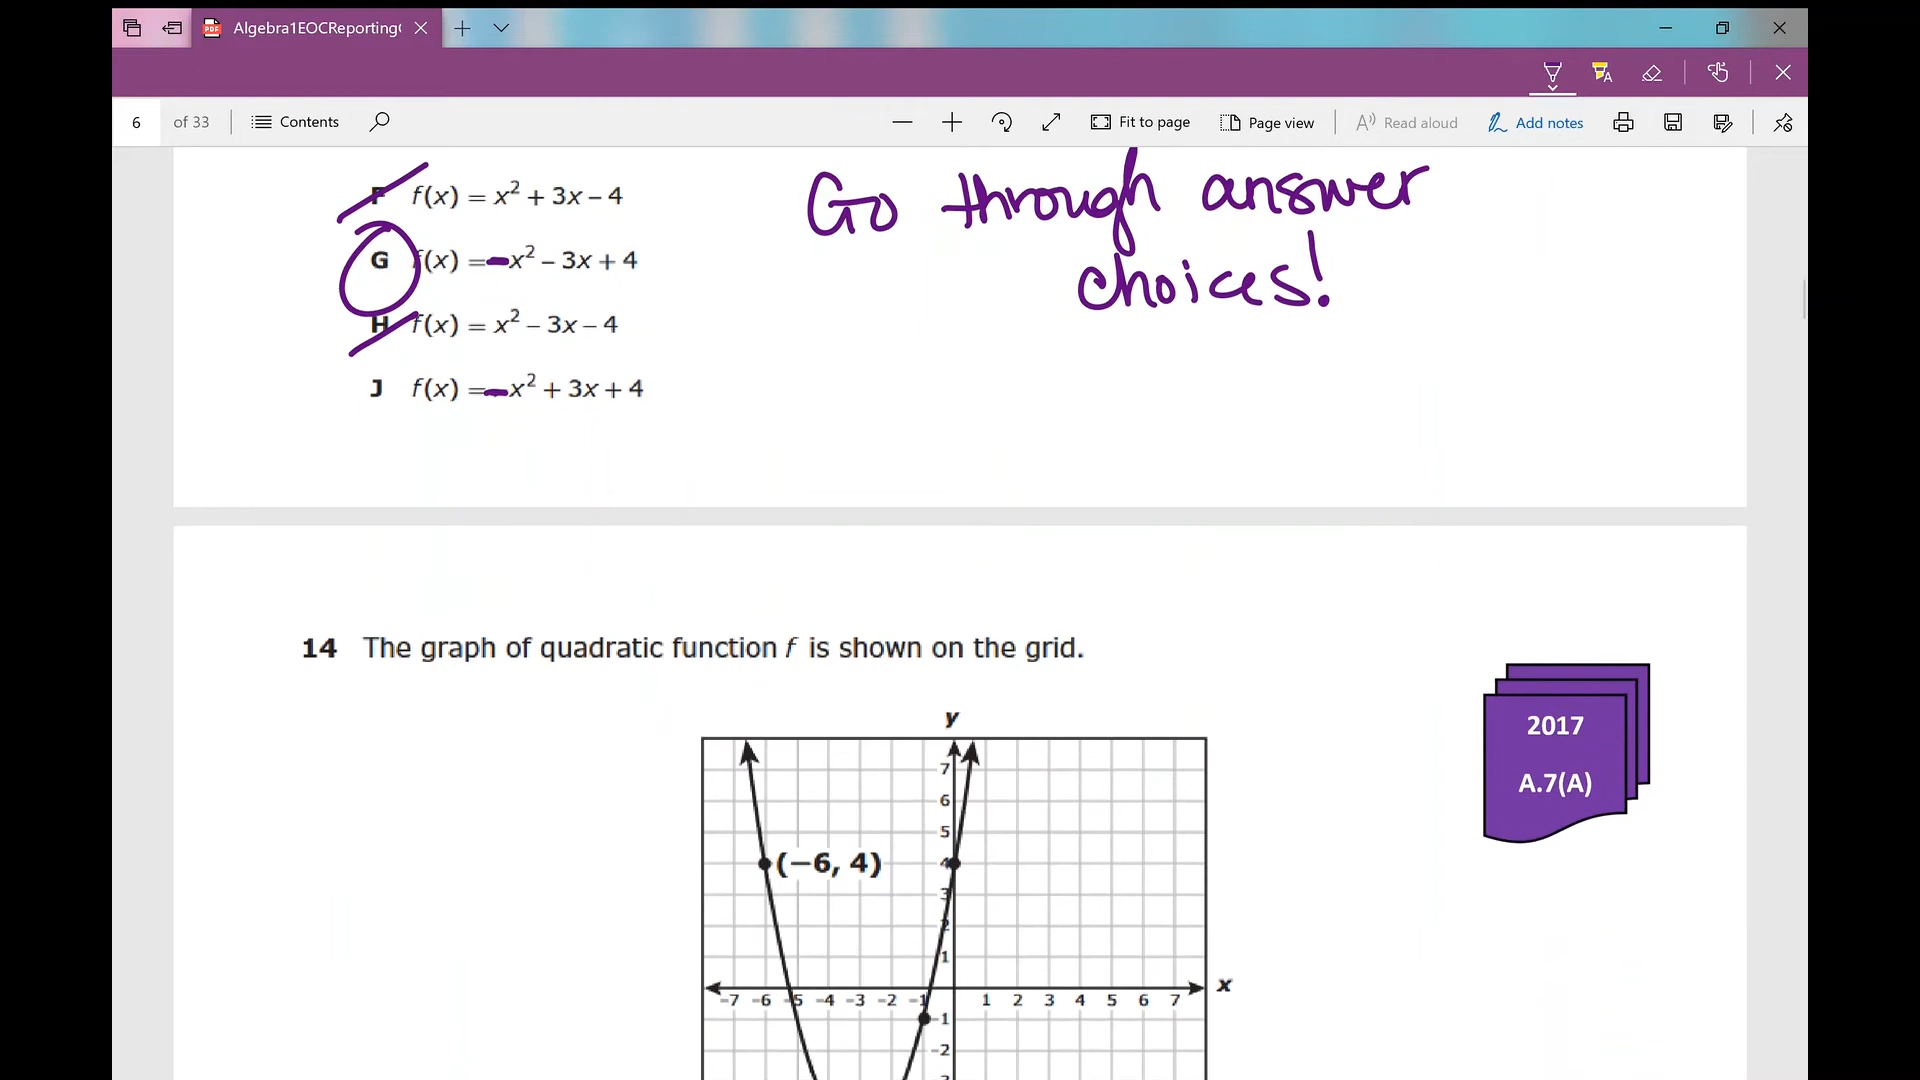 Algebra1EOCReporting(
6 of 33 Contents Fit to page Page view Read aloud Add notes
F f(x) = x² + 3x – 4
G f(x) = –x² – 3x + 4
H f(x) = x² – 3x – 4
J f(x) = –x² + 3x + 4
Go through answer
choices!
14 The graph of quadratic function f is shown on the grid.
2017
A.7(A)
y
7
6
5
(−6, 4)
4
3
2
1
x
–7 –6 –5 –4 –3 –2 –1 1 2 3 4 5 6 7
–1
–2